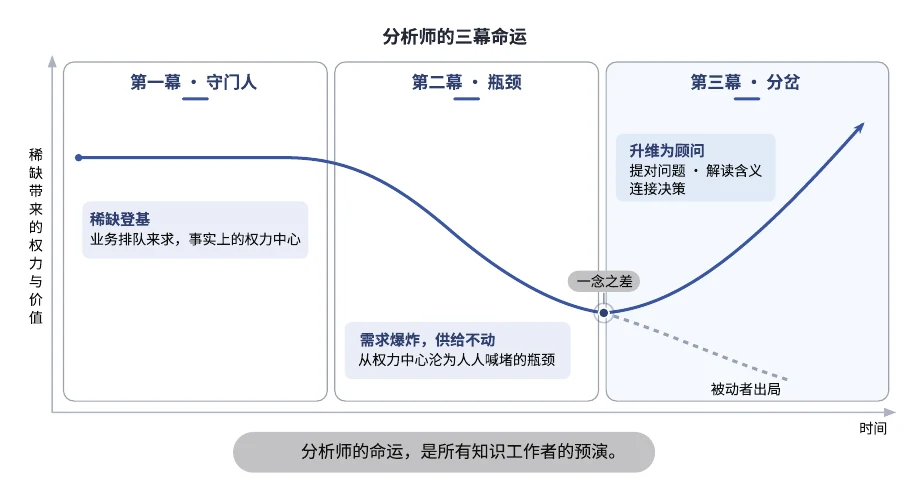 分析师的三幕命运
第一幕 · 守门人
第二幕 · 瓶颈
第三幕 · 分岔
稀缺带来的权力与价值
升维为顾问
提对问题 · 解读含义
连接决策
稀缺登基
业务排队来求，事实上的权力中心
一念之差
需求爆炸，供给不动
从权力中心沦为人人喊堵的瓶颈
被动者出局
时间
分析师的命运，是所有知识工作者的预演。